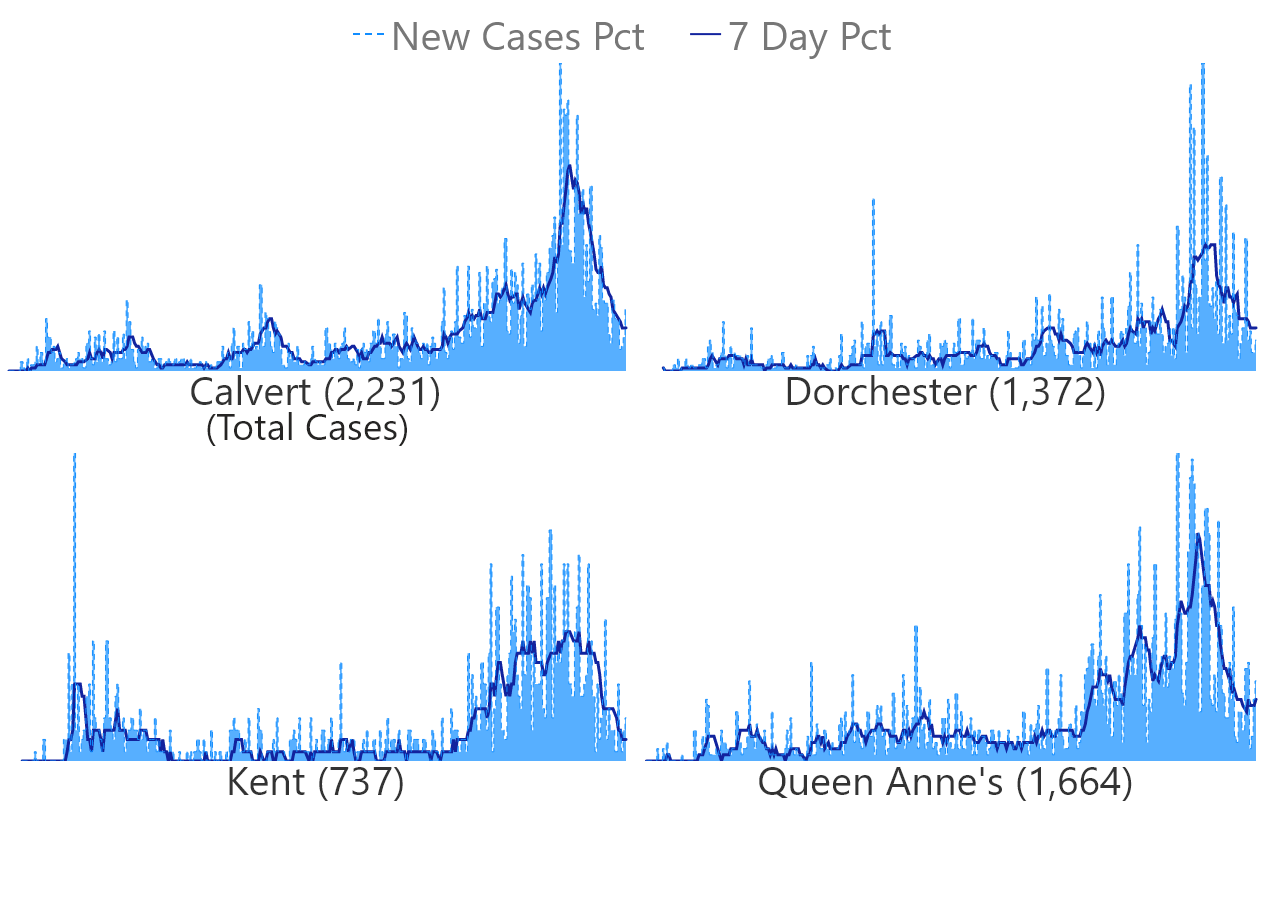 New Cases Pct 7 Day Pct
Calvert (2,231)
(Total Cases)
Dorchester (1,372)
Kent (737)
Queen Anne's (1,664)